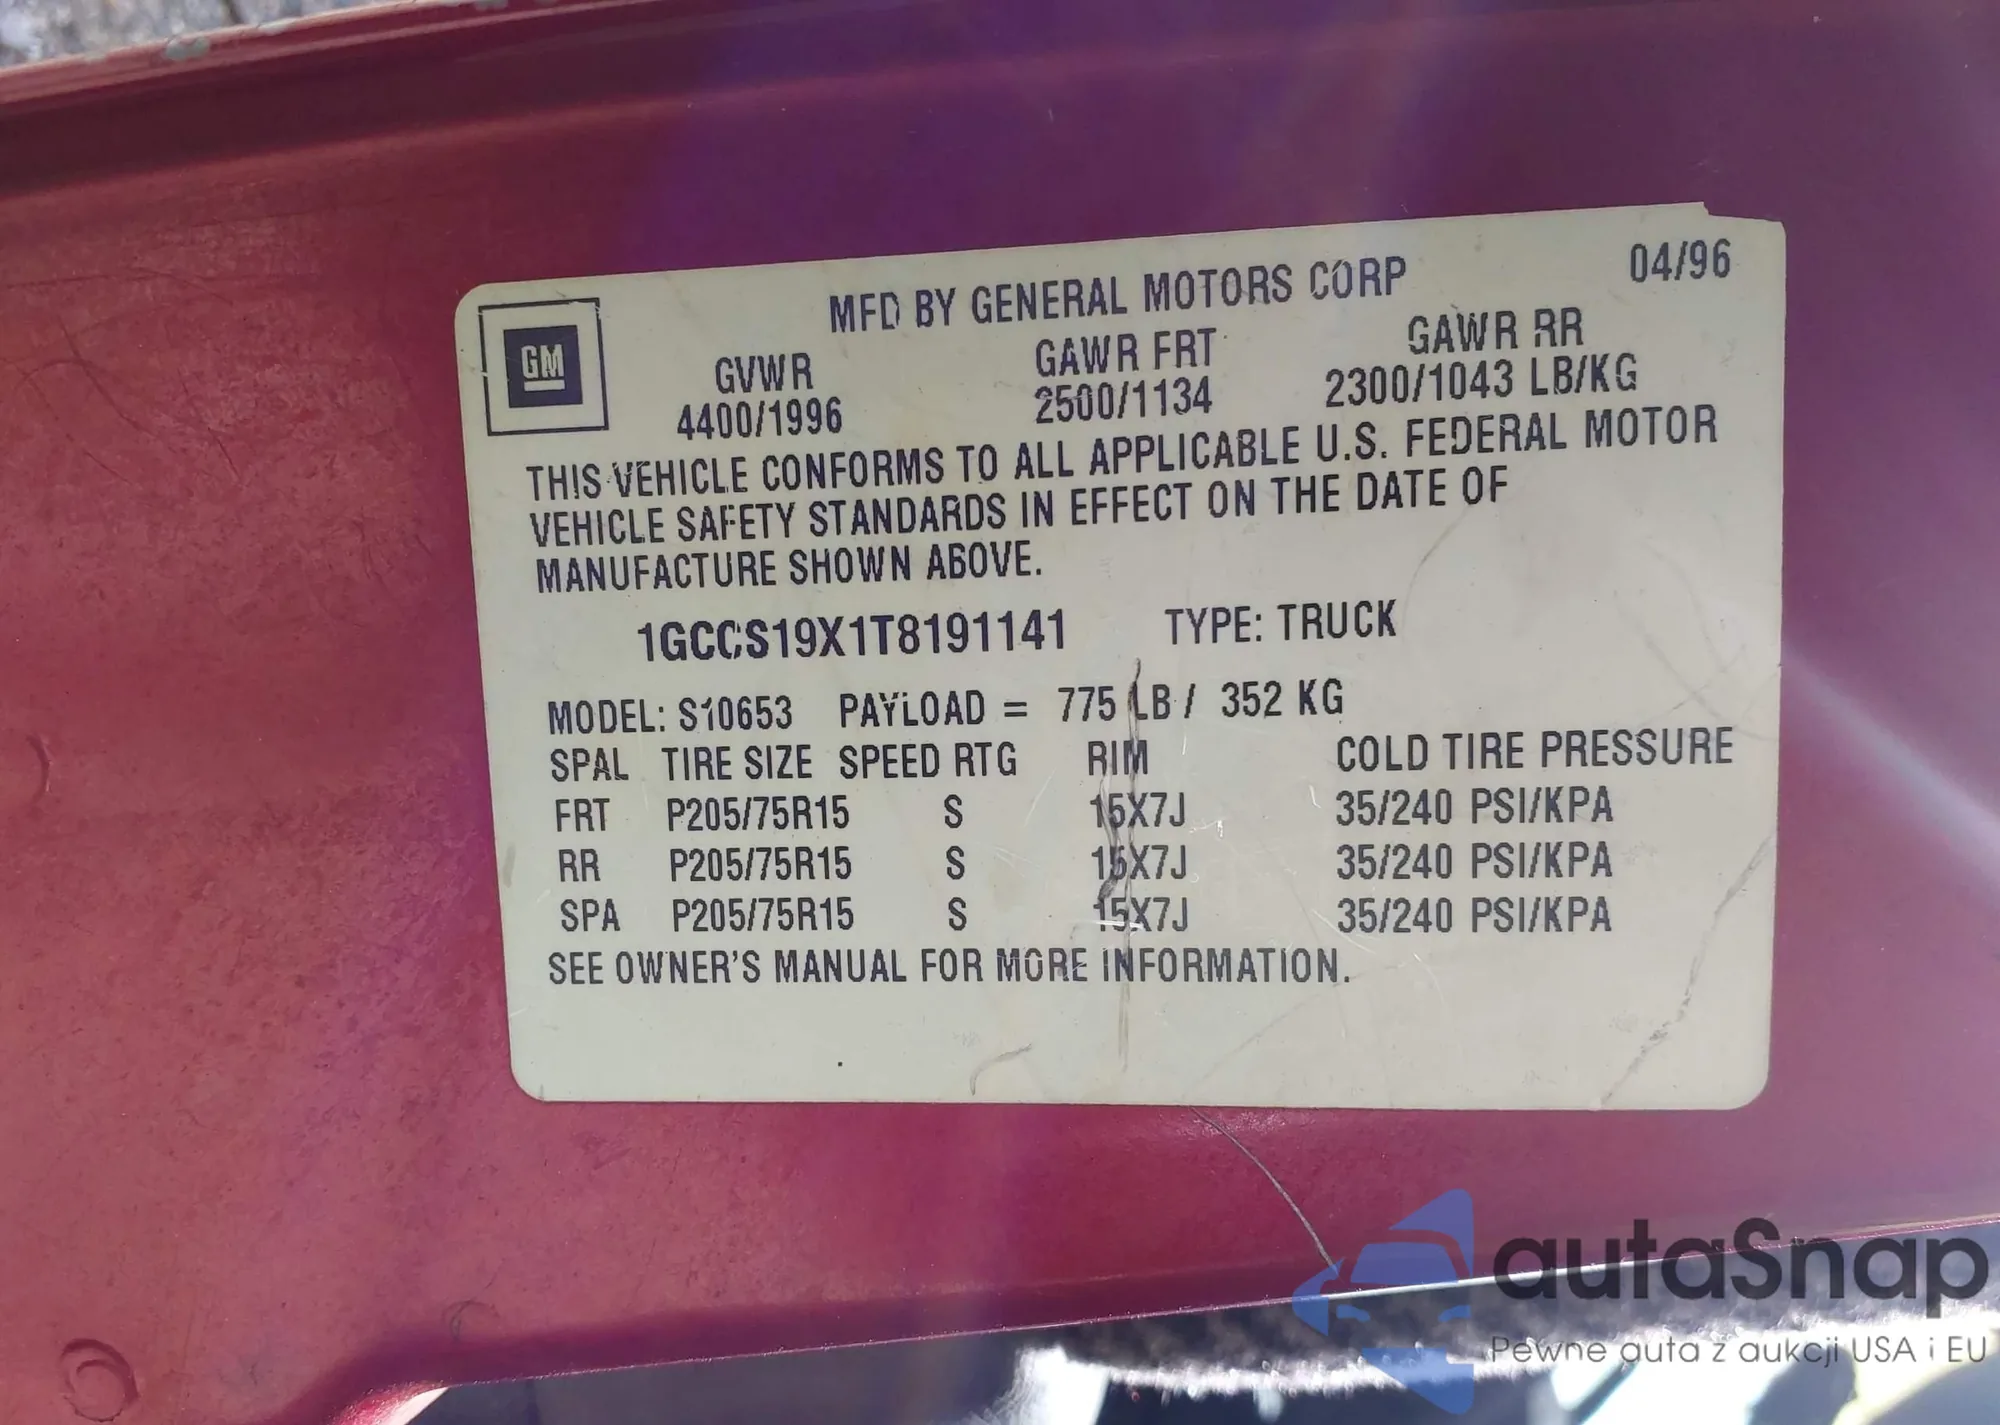 MFD BY GENERAL MOTORS CORP 04/96
GM
GVWR GAWR FRT GAWR RR
4400/1996 2500/1134 2300/1043 LB/KG
THIS VEHICLE CONFORMS TO ALL APPLICABLE U.S. FEDERAL MOTOR
VEHICLE SAFETY STANDARDS IN EFFECT ON THE DATE OF
MANUFACTURE SHOWN ABOVE.
1GCCS19X1T8191141 TYPE: TRUCK
MODEL: S10653 PAYLOAD = 775 LB / 352 KG
SPAL TIRE SIZE SPEED RTG RIM COLD TIRE PRESSURE
FRT P205/75R15 S 15X7J 35/240 PSI/KPA
RR P205/75R15 S 15X7J 35/240 PSI/KPA
SPA P205/75R15 S 15X7J 35/240 PSI/KPA
SEE OWNER'S MANUAL FOR MORE INFORMATION.
autaSnap
Pewne auta z aukcji USA i EU